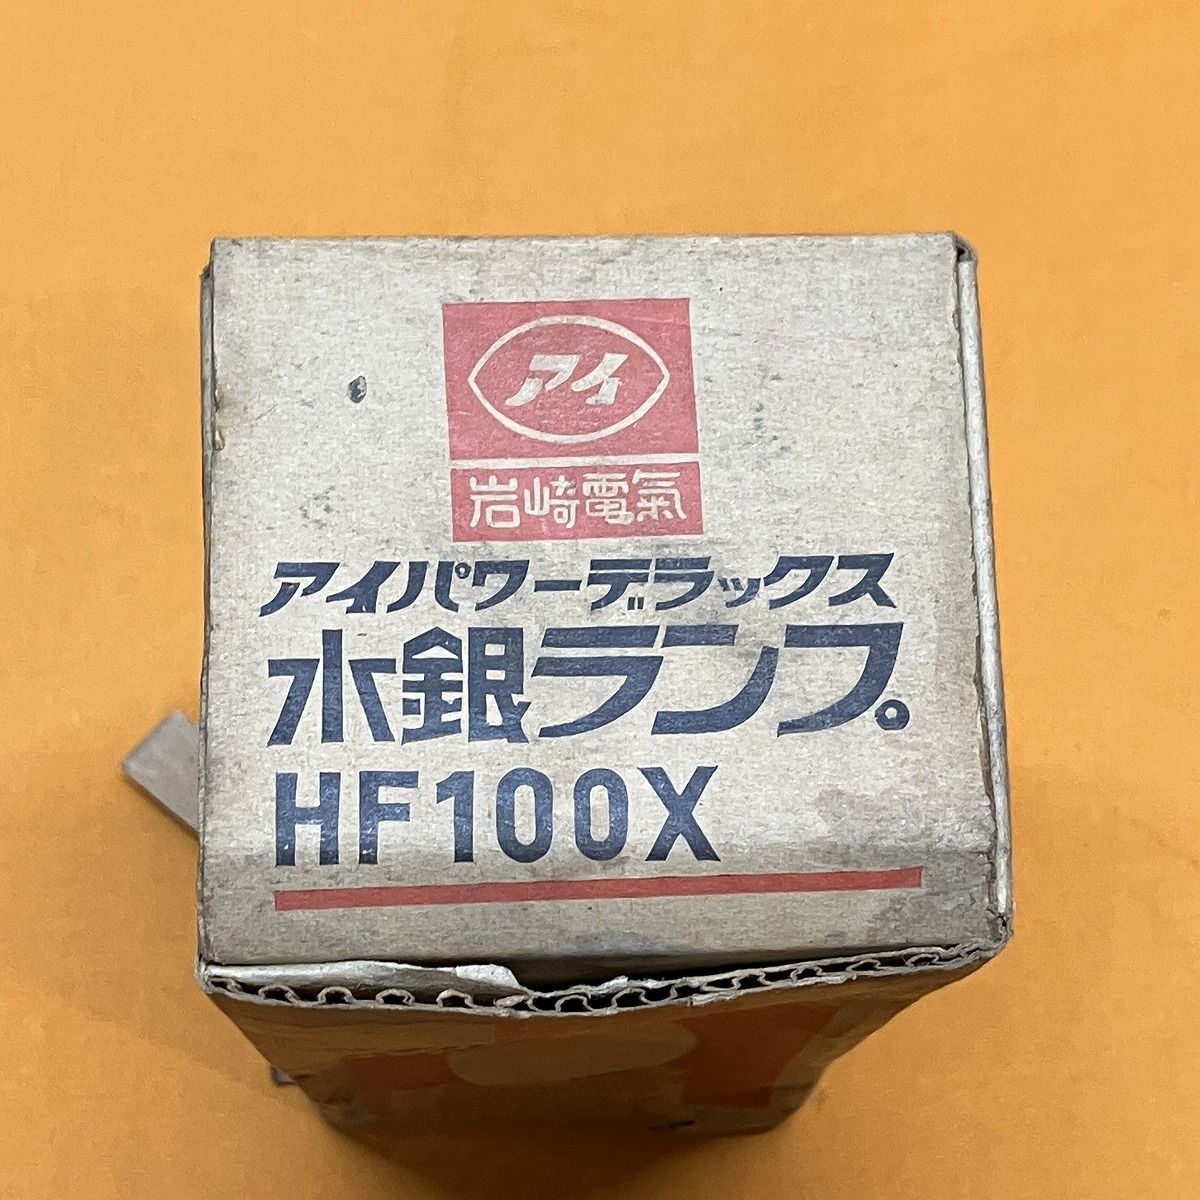 アイ
岩崎電氣
アイパワーデラックス
水銀ランプ。
HF100X